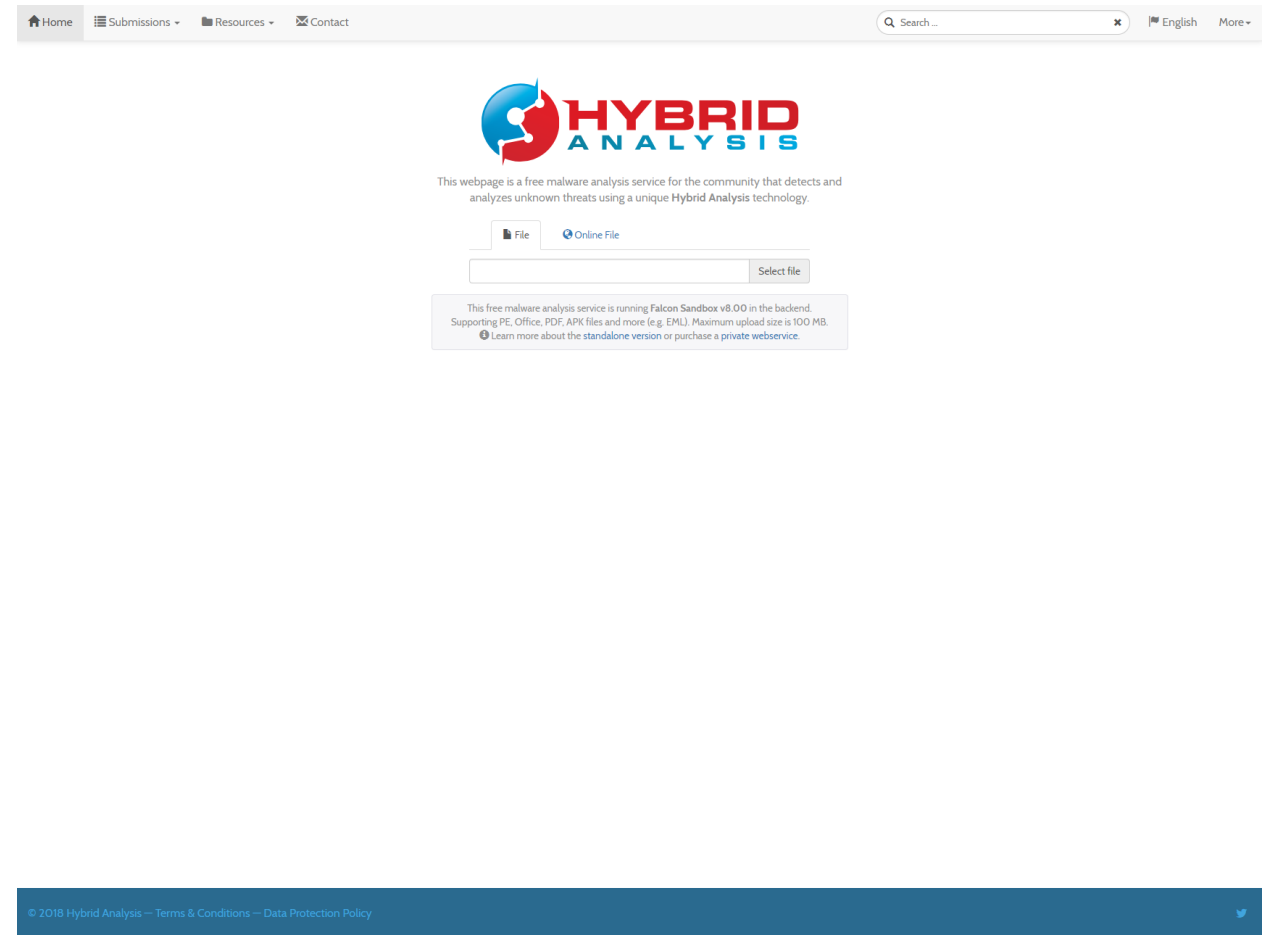 Home Submissions Resources Contact Search ... English More
HYBRID
ANALYSIS
This webpage is a free malware analysis service for the community that detects and
analyzes unknown threats using a unique Hybrid Analysis technology.
File Online File
Select file
This free malware analysis service is running Falcon Sandbox v8.00 in the backend.
Supporting PE, Office, PDF, APK files and more (e.g. EML). Maximum upload size is 100 MB.
Learn more about the standalone version or purchase a private webservice.
© 2018 Hybrid Analysis — Terms & Conditions — Data Protection Policy